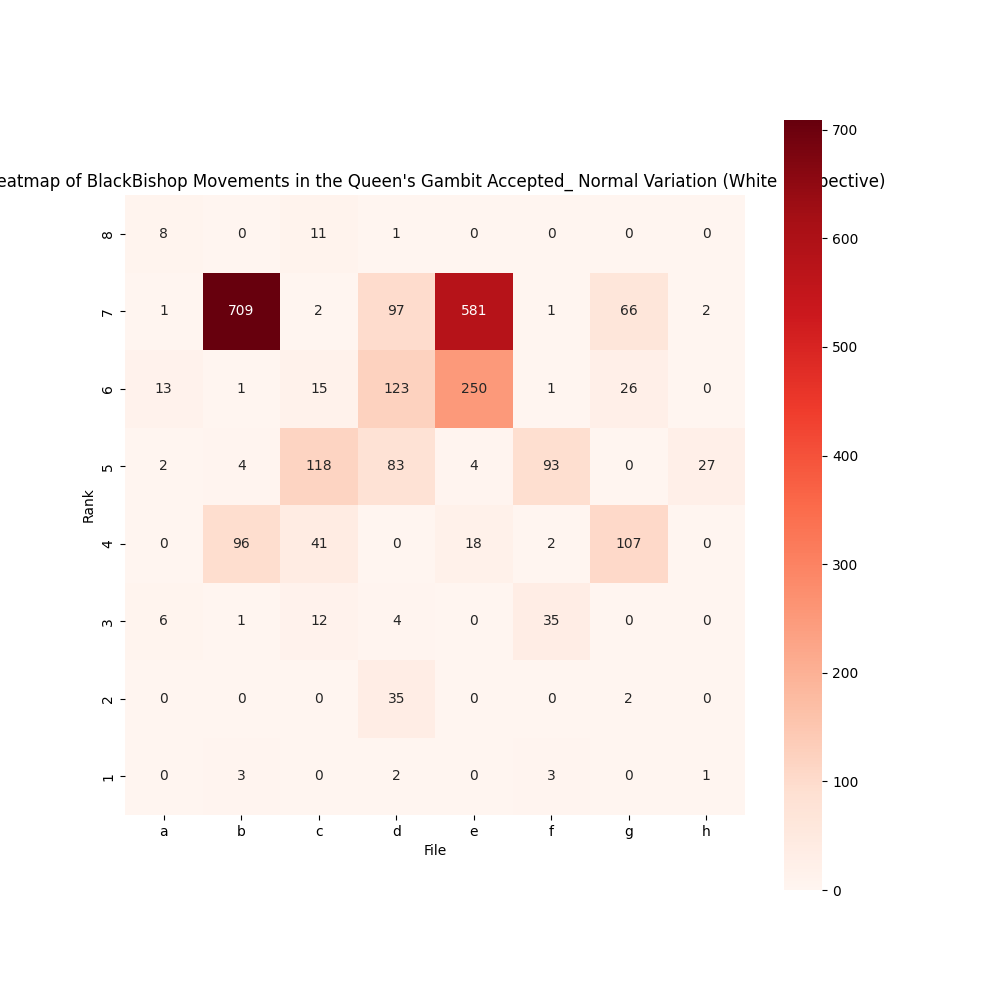 eatmap of BlackBishop Movements in the Queen's Gambit Accepted_ Normal Variation (White pective)
700
600
500
400
300
200
100
0
Rank
8 8 0 11 1 0 0 0 0
7 1 709 2 97 581 1 66 2
6 13 1 15 123 250 1 26 0
5 2 4 118 83 4 93 0 27
4 0 96 41 0 18 2 107 0
3 6 1 12 4 0 35 0 0
2 0 0 0 35 0 0 2 0
1 0 3 0 2 0 3 0 1
a b c d e f g h
File